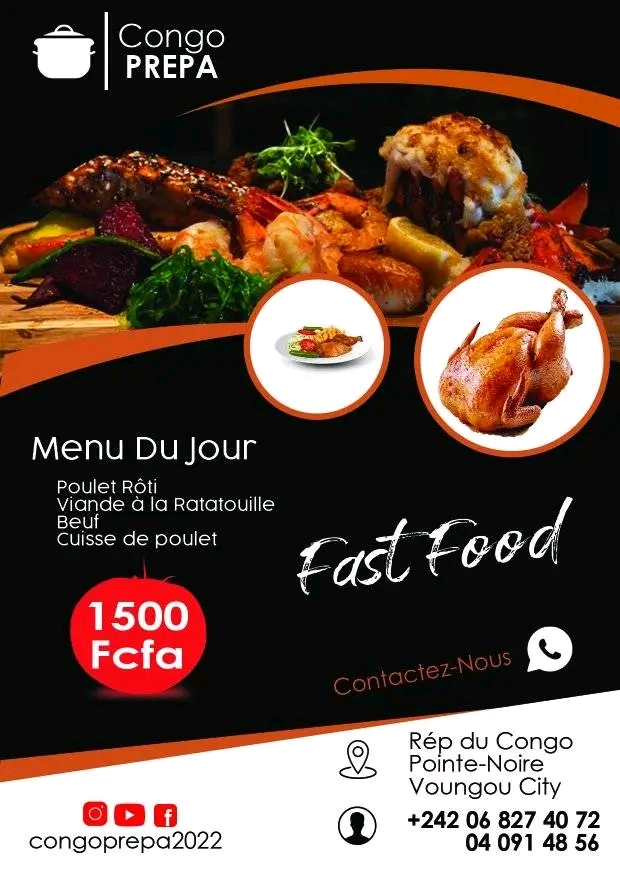 Congo
PREPA
Menu Du Jour
Poulet Rôti
Viande à la Ratatouille
Beuf
Cuisse de poulet
1500
Fcfa
Fast Food
Contactez-Nous
Rép du Congo
Pointe-Noire
Voungou City
+242 06 827 40 72
04 091 48 56
congoprepa2022